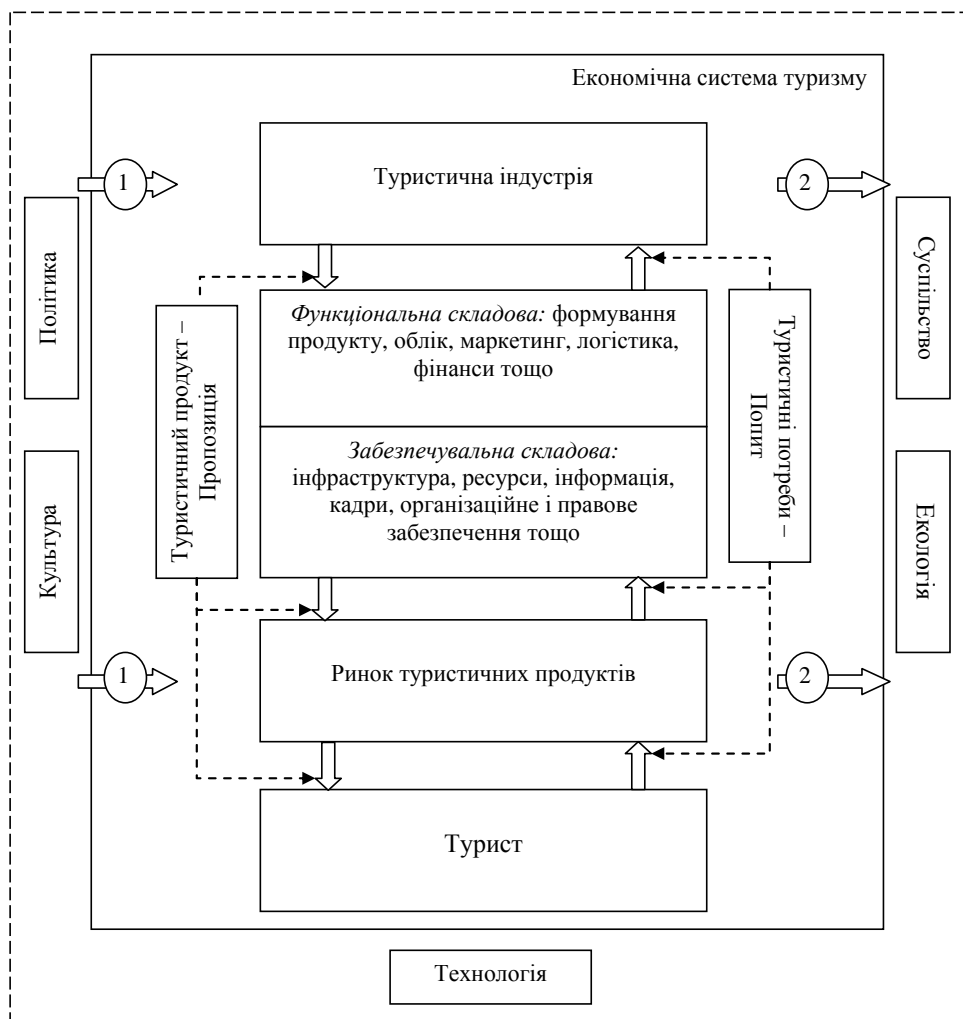 Економічна система туризму
Туристична індустрія
1
2
Політика
Культура
Туристичний продукт –
Пропозиція
Функціональна складова: формування
продукту, облік, маркетинг, логістика,
фінанси тощо
Забезпечувальна складова:
інфраструктура, ресурси, інформація,
кадри, організаційне і правове
забезпечення тощо
Туристичні потреби –
Попит
Суспільство
Екологія
1
Ринок туристичних продуктів
2
Турист
Технологія